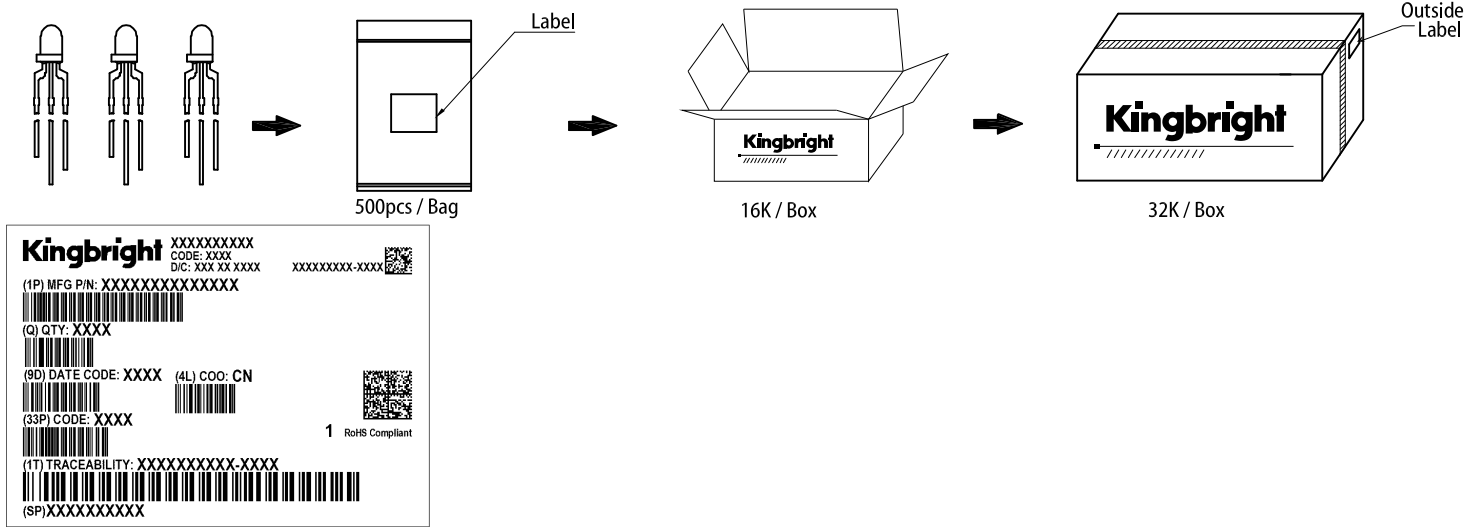 Label
Outside
Label
Kingbright
Kingbright
500pcs / Bag
16K / Box
32K / Box
Kingbright
XXXXXXXXXX
CODE: XXXX
D/C: XXX XX XXXX
XXXXXXXXX-XXXX
(1P) MFG P/N: XXXXXXXXXXXXXX
(Q) QTY: XXXX
(9D) DATE CODE: XXXX
(4L) COO: CN
(33P) CODE: XXXX
1 RoHS Compliant
(1T) TRACEABILITY: XXXXXXXXXX-XXXX
(SP)XXXXXXXXXX